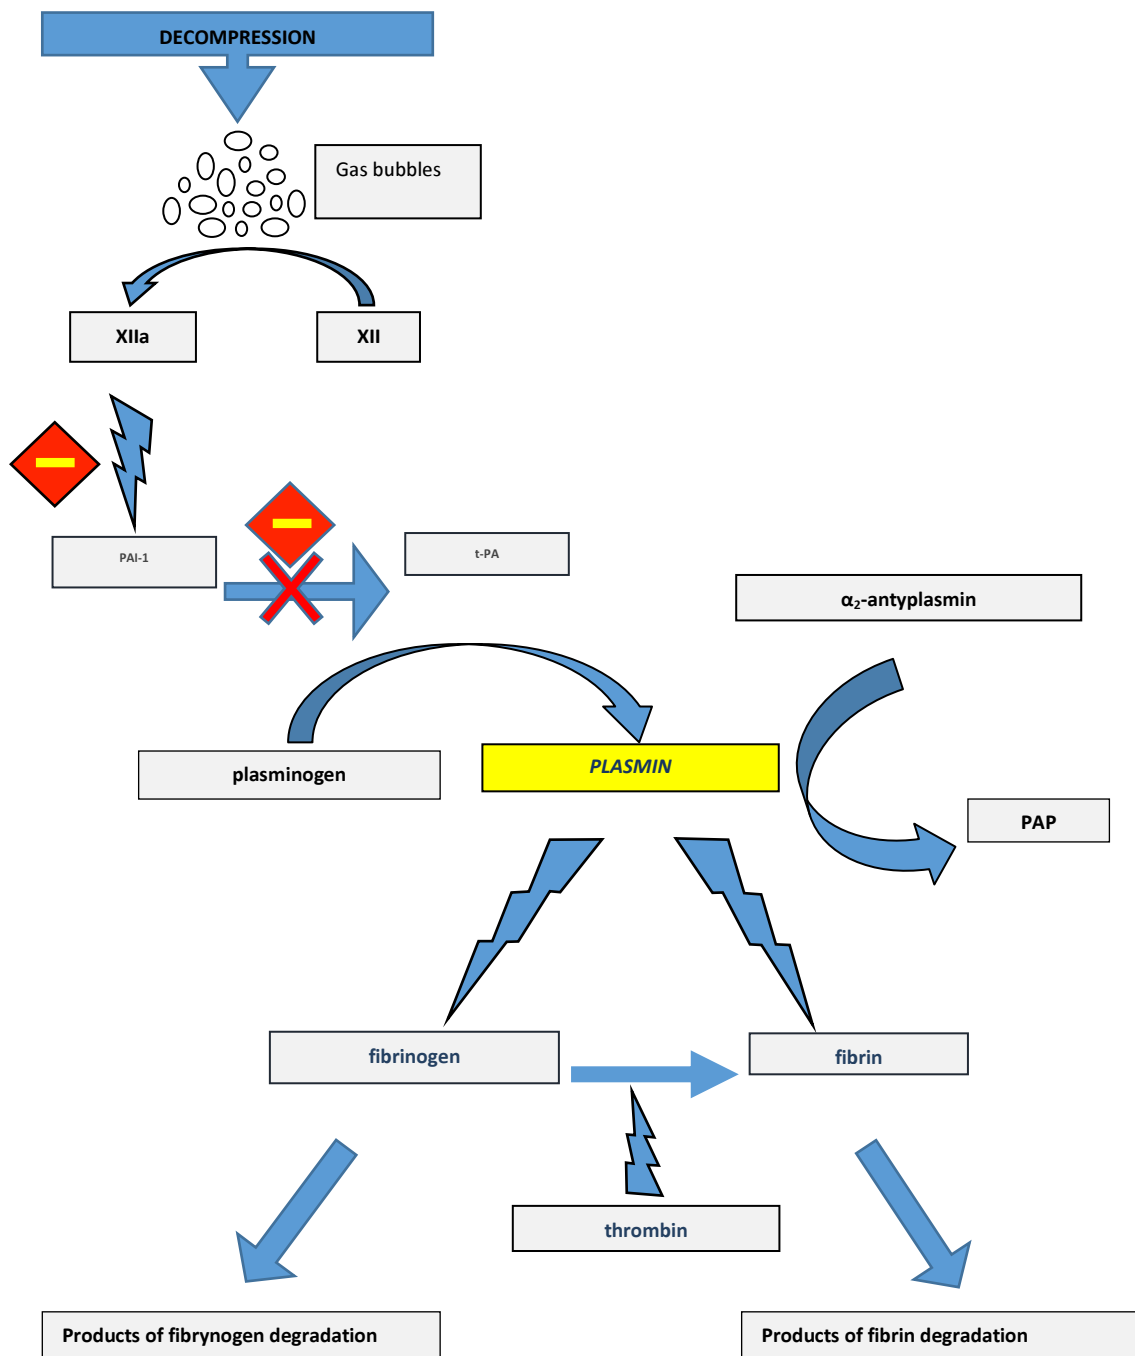 DECOMPRESSION
Gas bubbles
XIIa
XII
PAI-1
t-PA
α₂-antyplasmin
plasminogen
PLASMIN
PAP
fibrinogen
fibrin
thrombin
Products of fibrynogen degradation
Products of fibrin degradation